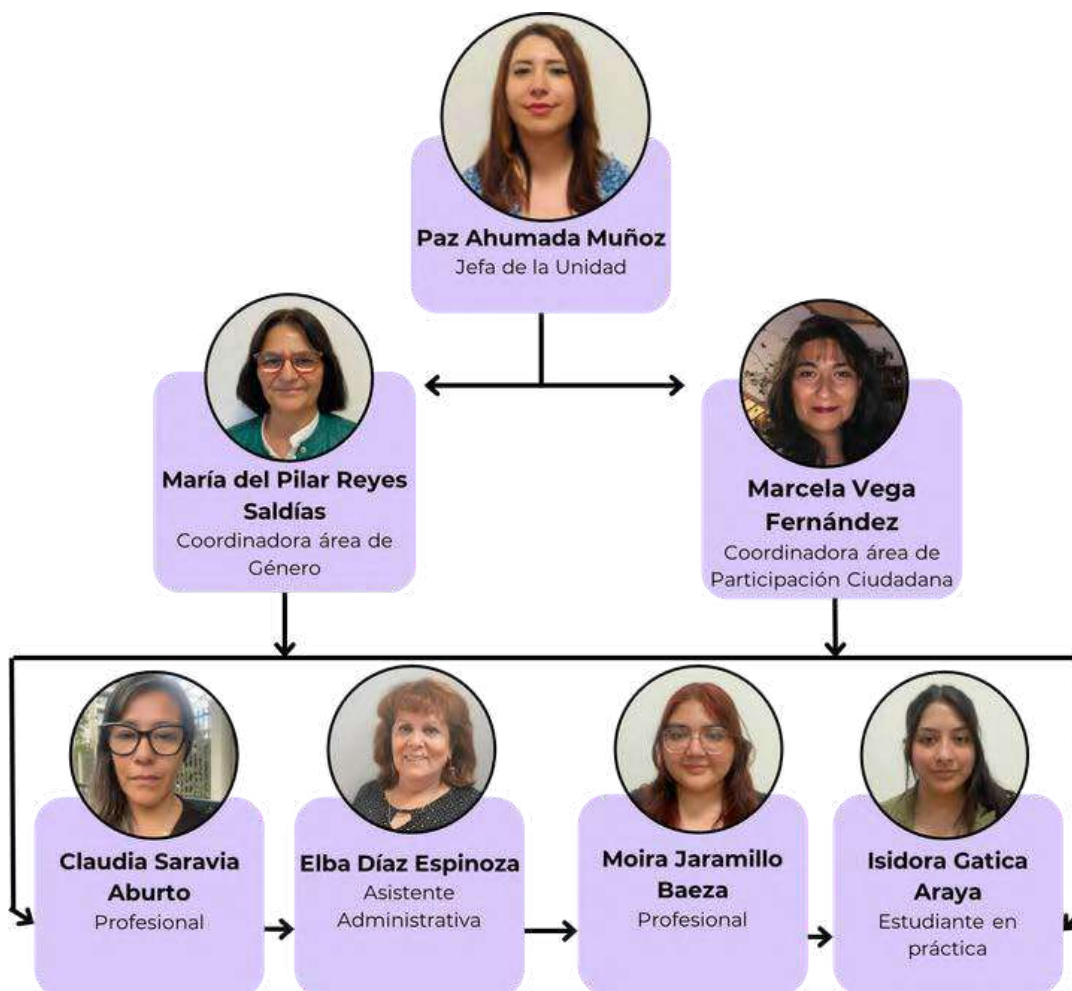 Paz Ahumada Muñoz
Jefa de la Unidad
María del Pilar Reyes
Saldías
Coordinadora área de
Género
Marcela Vega
Fernández
Coordinadora área de
Participación Ciudadana
Claudia Saravia
Aburto
Profesional
Elba Díaz Espinoza
Asistente
Administrativa
Moira Jaramillo
Baeza
Profesional
Isidora Gatica
Araya
Estudiante en
práctica